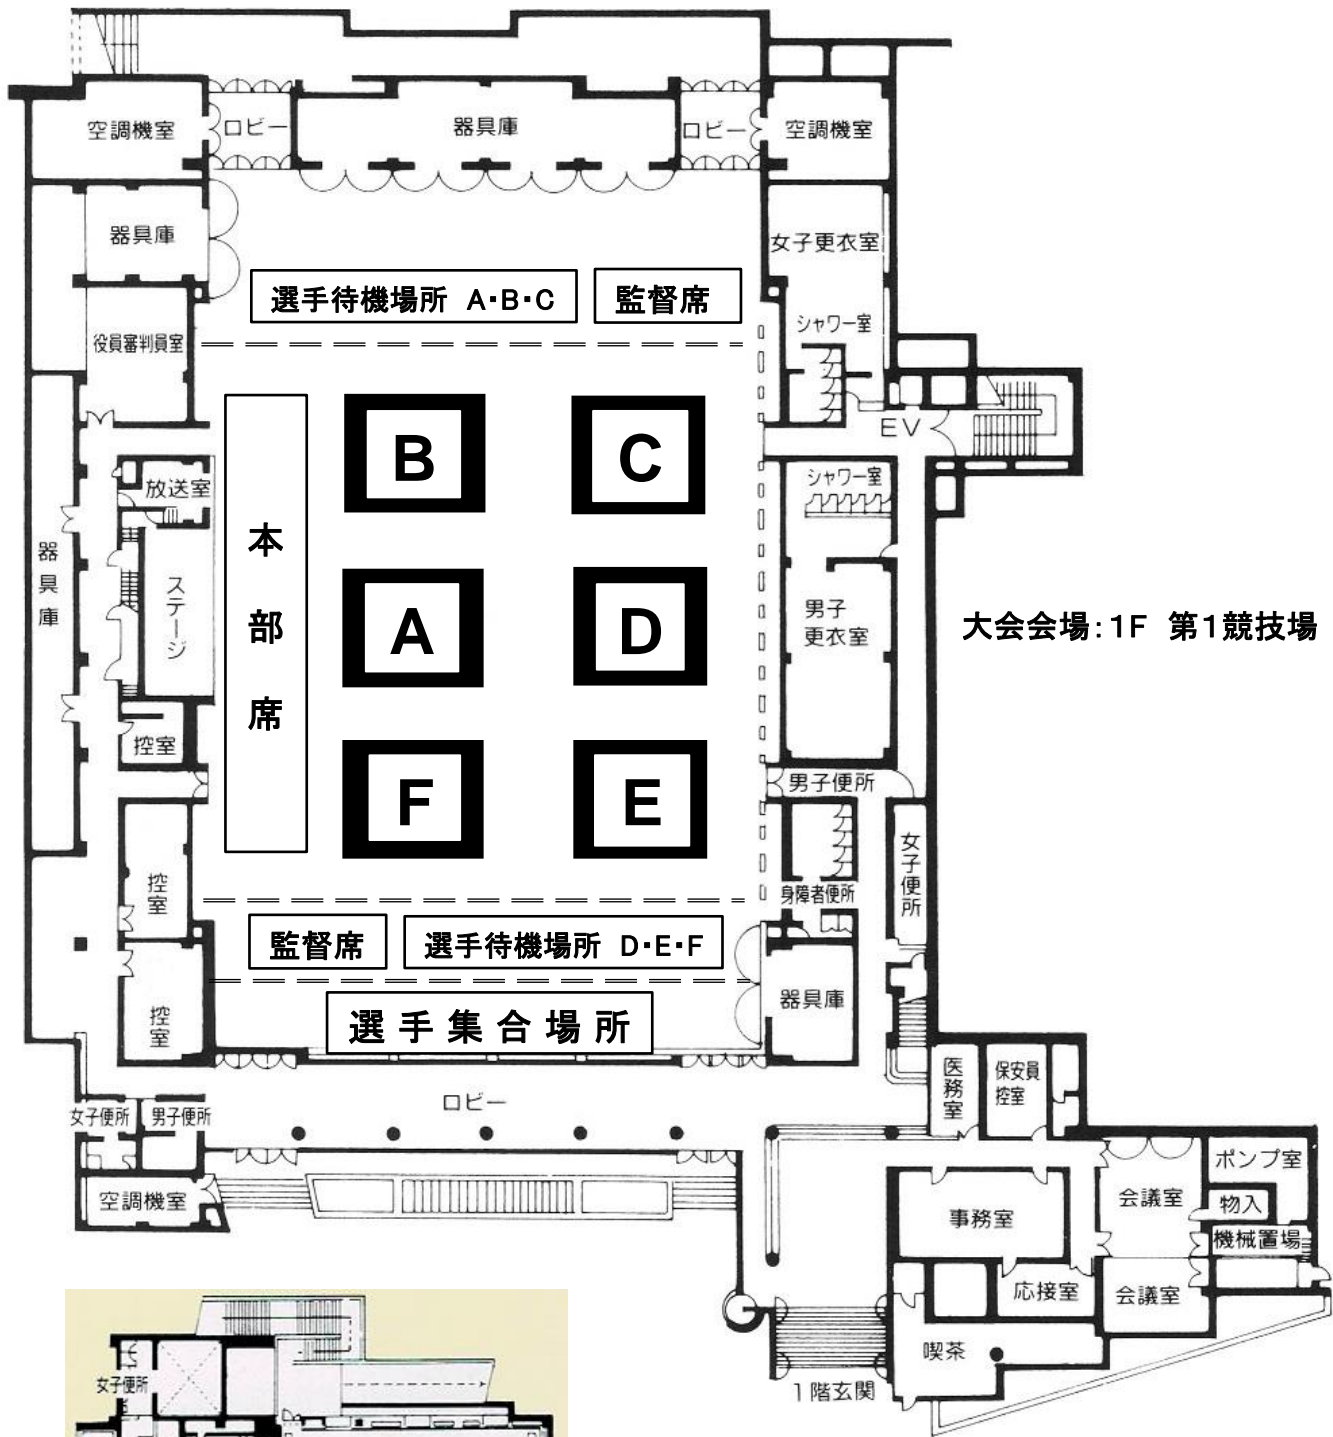 空調機室
ロビー
器具庫
ロビー
空調機室
器具庫
女子更衣室
選手待機場所 A・B・C
監督席
シャワー室
役員審判員室
B
C
EV
放送室
シャワー室
本部席
器具庫
ステージ
A
D
男子
更衣室
大会会場：1F 第1競技場
控室
F
E
男子便所
女子便所
控室
身障者便所
監督席
選手待機場所 D・E・F
器具庫
選手集合場所
控室
医務室
保安員
控室
ロビー
女子便所
男子便所
ポンプ室
空調機室
会議室
物入
事務室
機械置場
応接室
会議室
喫茶
1階玄関
女子便所